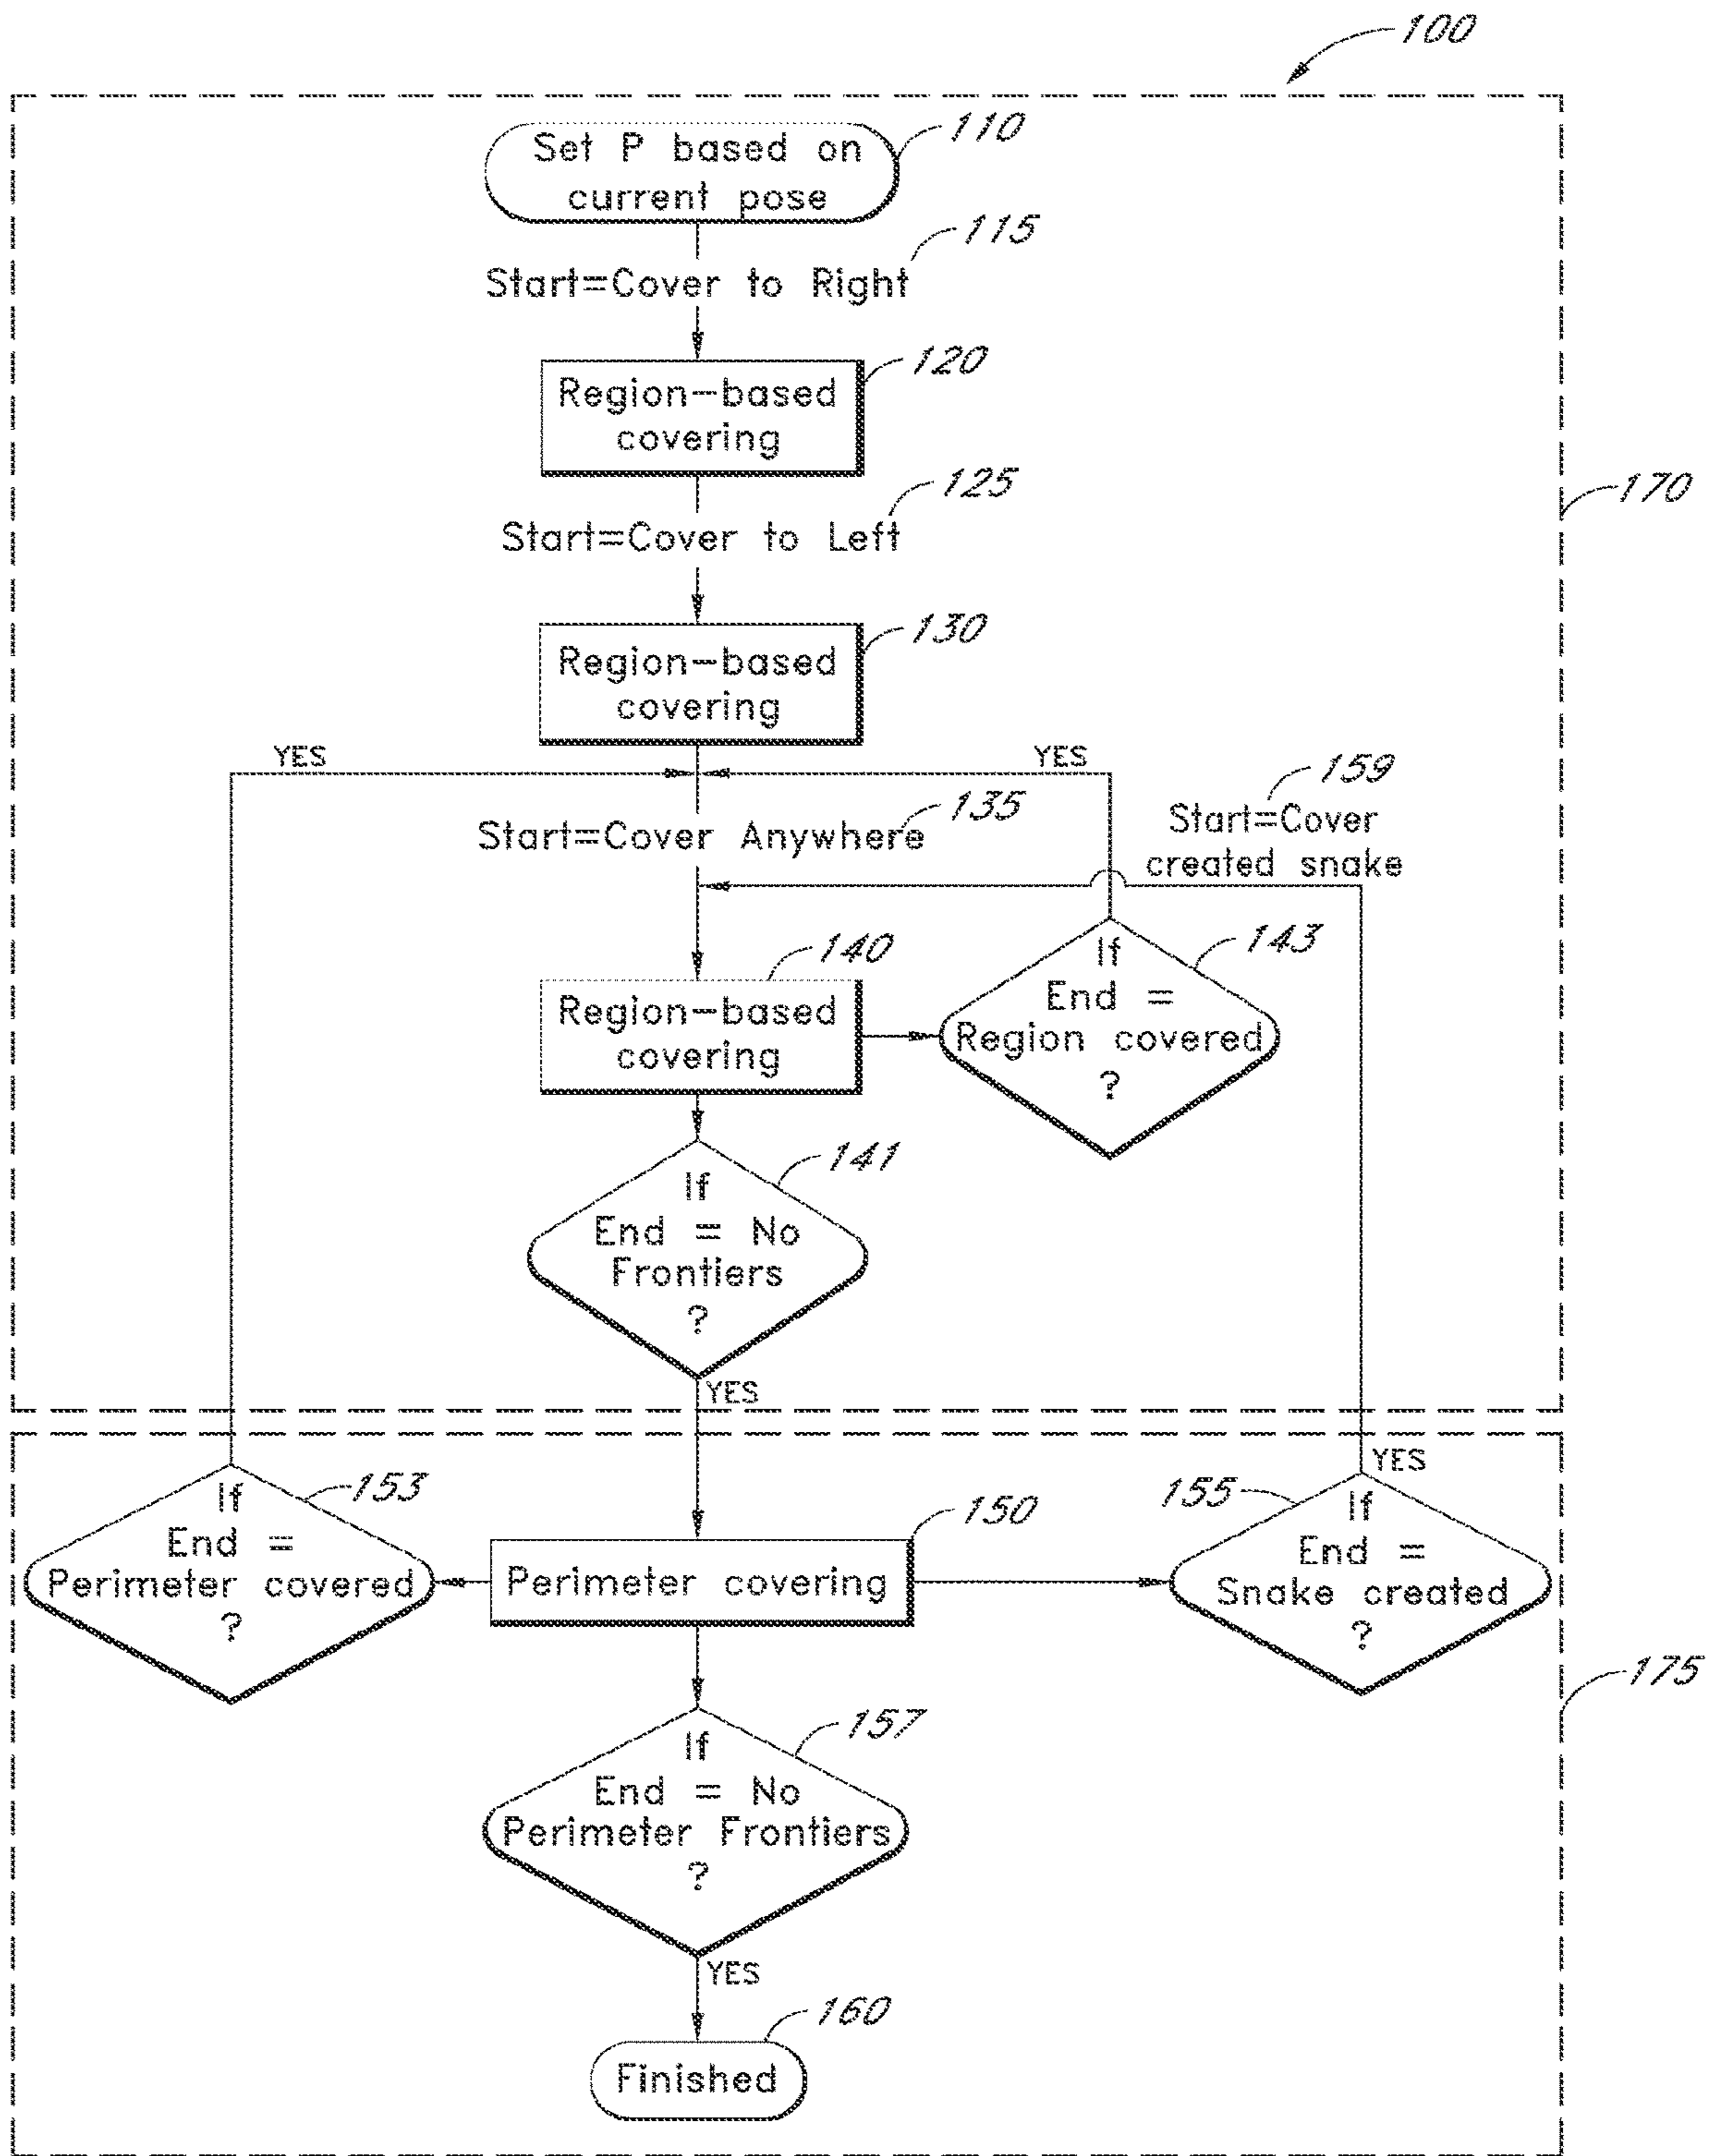 100
110
Set P based on
current pose
115
Start=Cover to Right
120
Region-based
covering
125
Start=Cover to Left
170
130
Region-based
covering
YES
YES
159
135
Start=Cover Anywhere
Start=Cover
created snake
140
143
If
End =
Region covered
?
Region-based
covering
141
If
End = No
Frontiers
?
YES
YES
153
If
End =
Perimeter covered
?
150
Perimeter covering
155
If
End =
Snake created
?
175
157
If
End = No
Perimeter Frontiers
?
YES
160
Finished